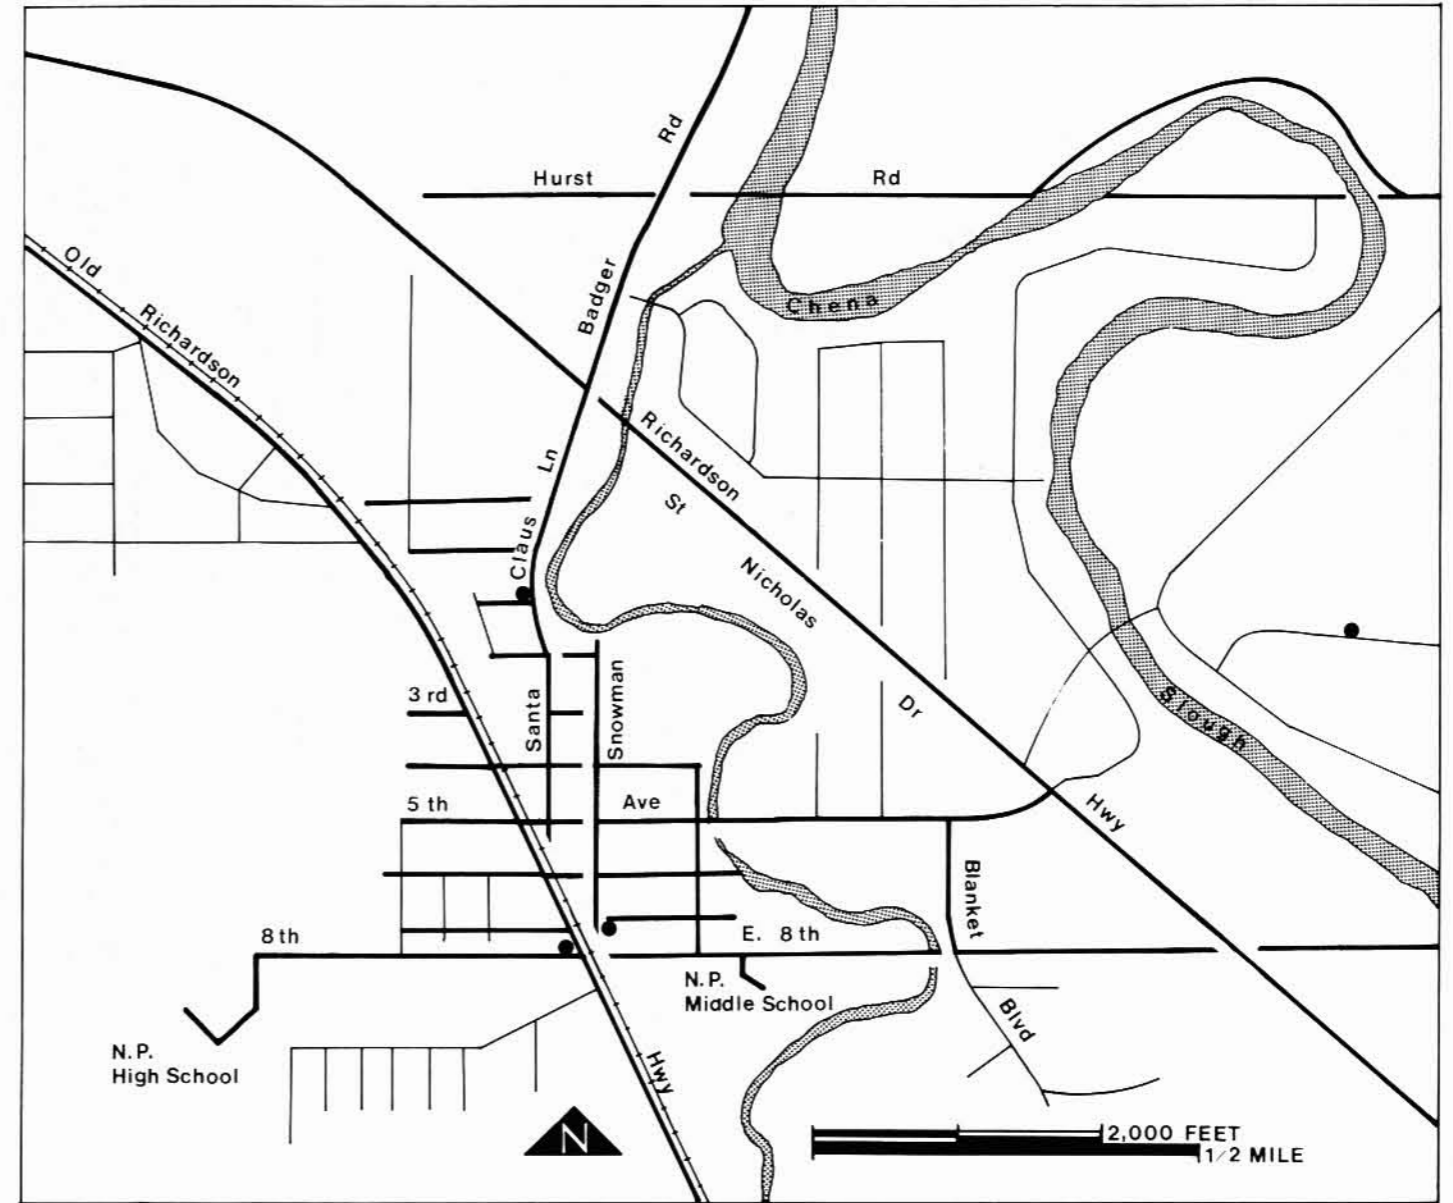 Hurst Rd
Badger Rd
Old Richardson Hwy
Chena Slough
Richardson Hwy
St Nicholas Dr
Santa Claus Ln
Snowman
3 rd
5 th Ave
8 th
E. 8 th
Blanket Blvd
N.P.
Middle School
N.P.
High School
N
2,000 FEET
1/2 MILE